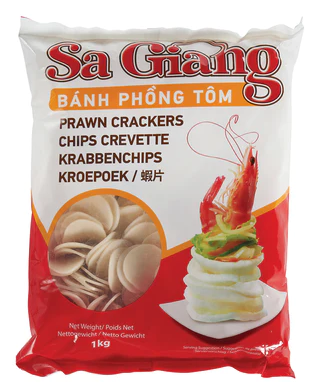 Sa Giang
BÁNH PHỒNG TÔM
PRAWN CRACKERS
CHIPS CREVETTE
KRABBENCHIPS
KROEPOEK / 蝦片
Net Weight/ Poids Net
Nettogewicht / Netto Gewicht
1kg